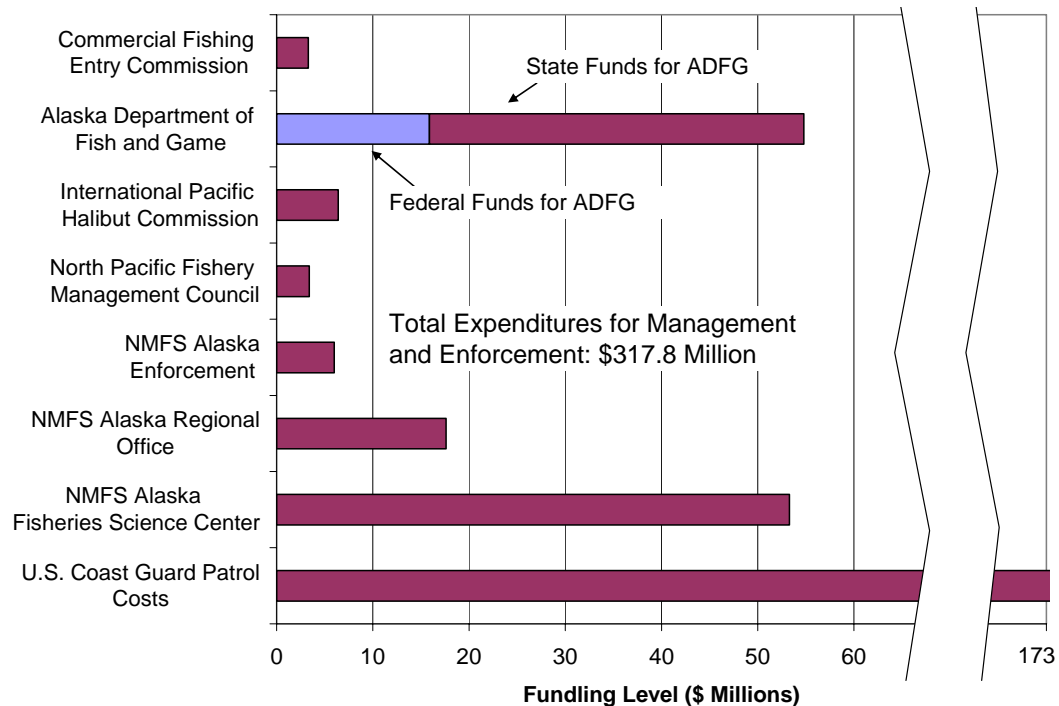 Commercial Fishing
Entry Commission
State Funds for ADFG
Alaska Department of
Fish and Game
International Pacific
Halibut Commission
Federal Funds for ADFG
North Pacific Fishery
Management Council
Total Expenditures for Management
and Enforcement: $317.8 Million
NMFS Alaska
Enforcement
NMFS Alaska Regional
Office
NMFS Alaska
Fisheries Science Center
U.S. Coast Guard Patrol
Costs
0 10 20 30 40 50 60 173
Fundling Level ($ Millions)